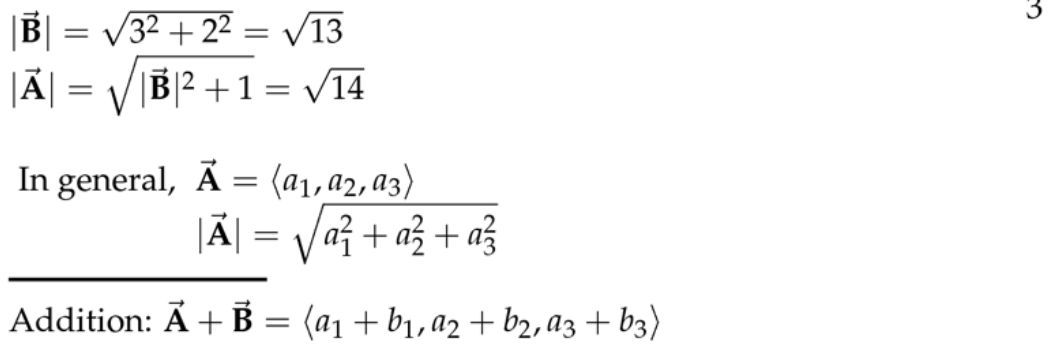 3
|B⃗| = √(3² + 2²) = √13
|A⃗| = √(|B⃗|² + 1) = √14
In general, A⃗ = ⟨a₁, a₂, a₃⟩
|A⃗| = √(a₁² + a₂² + a₃²)
Addition: A⃗ + B⃗ = ⟨a₁ + b₁, a₂ + b₂, a₃ + b₃⟩